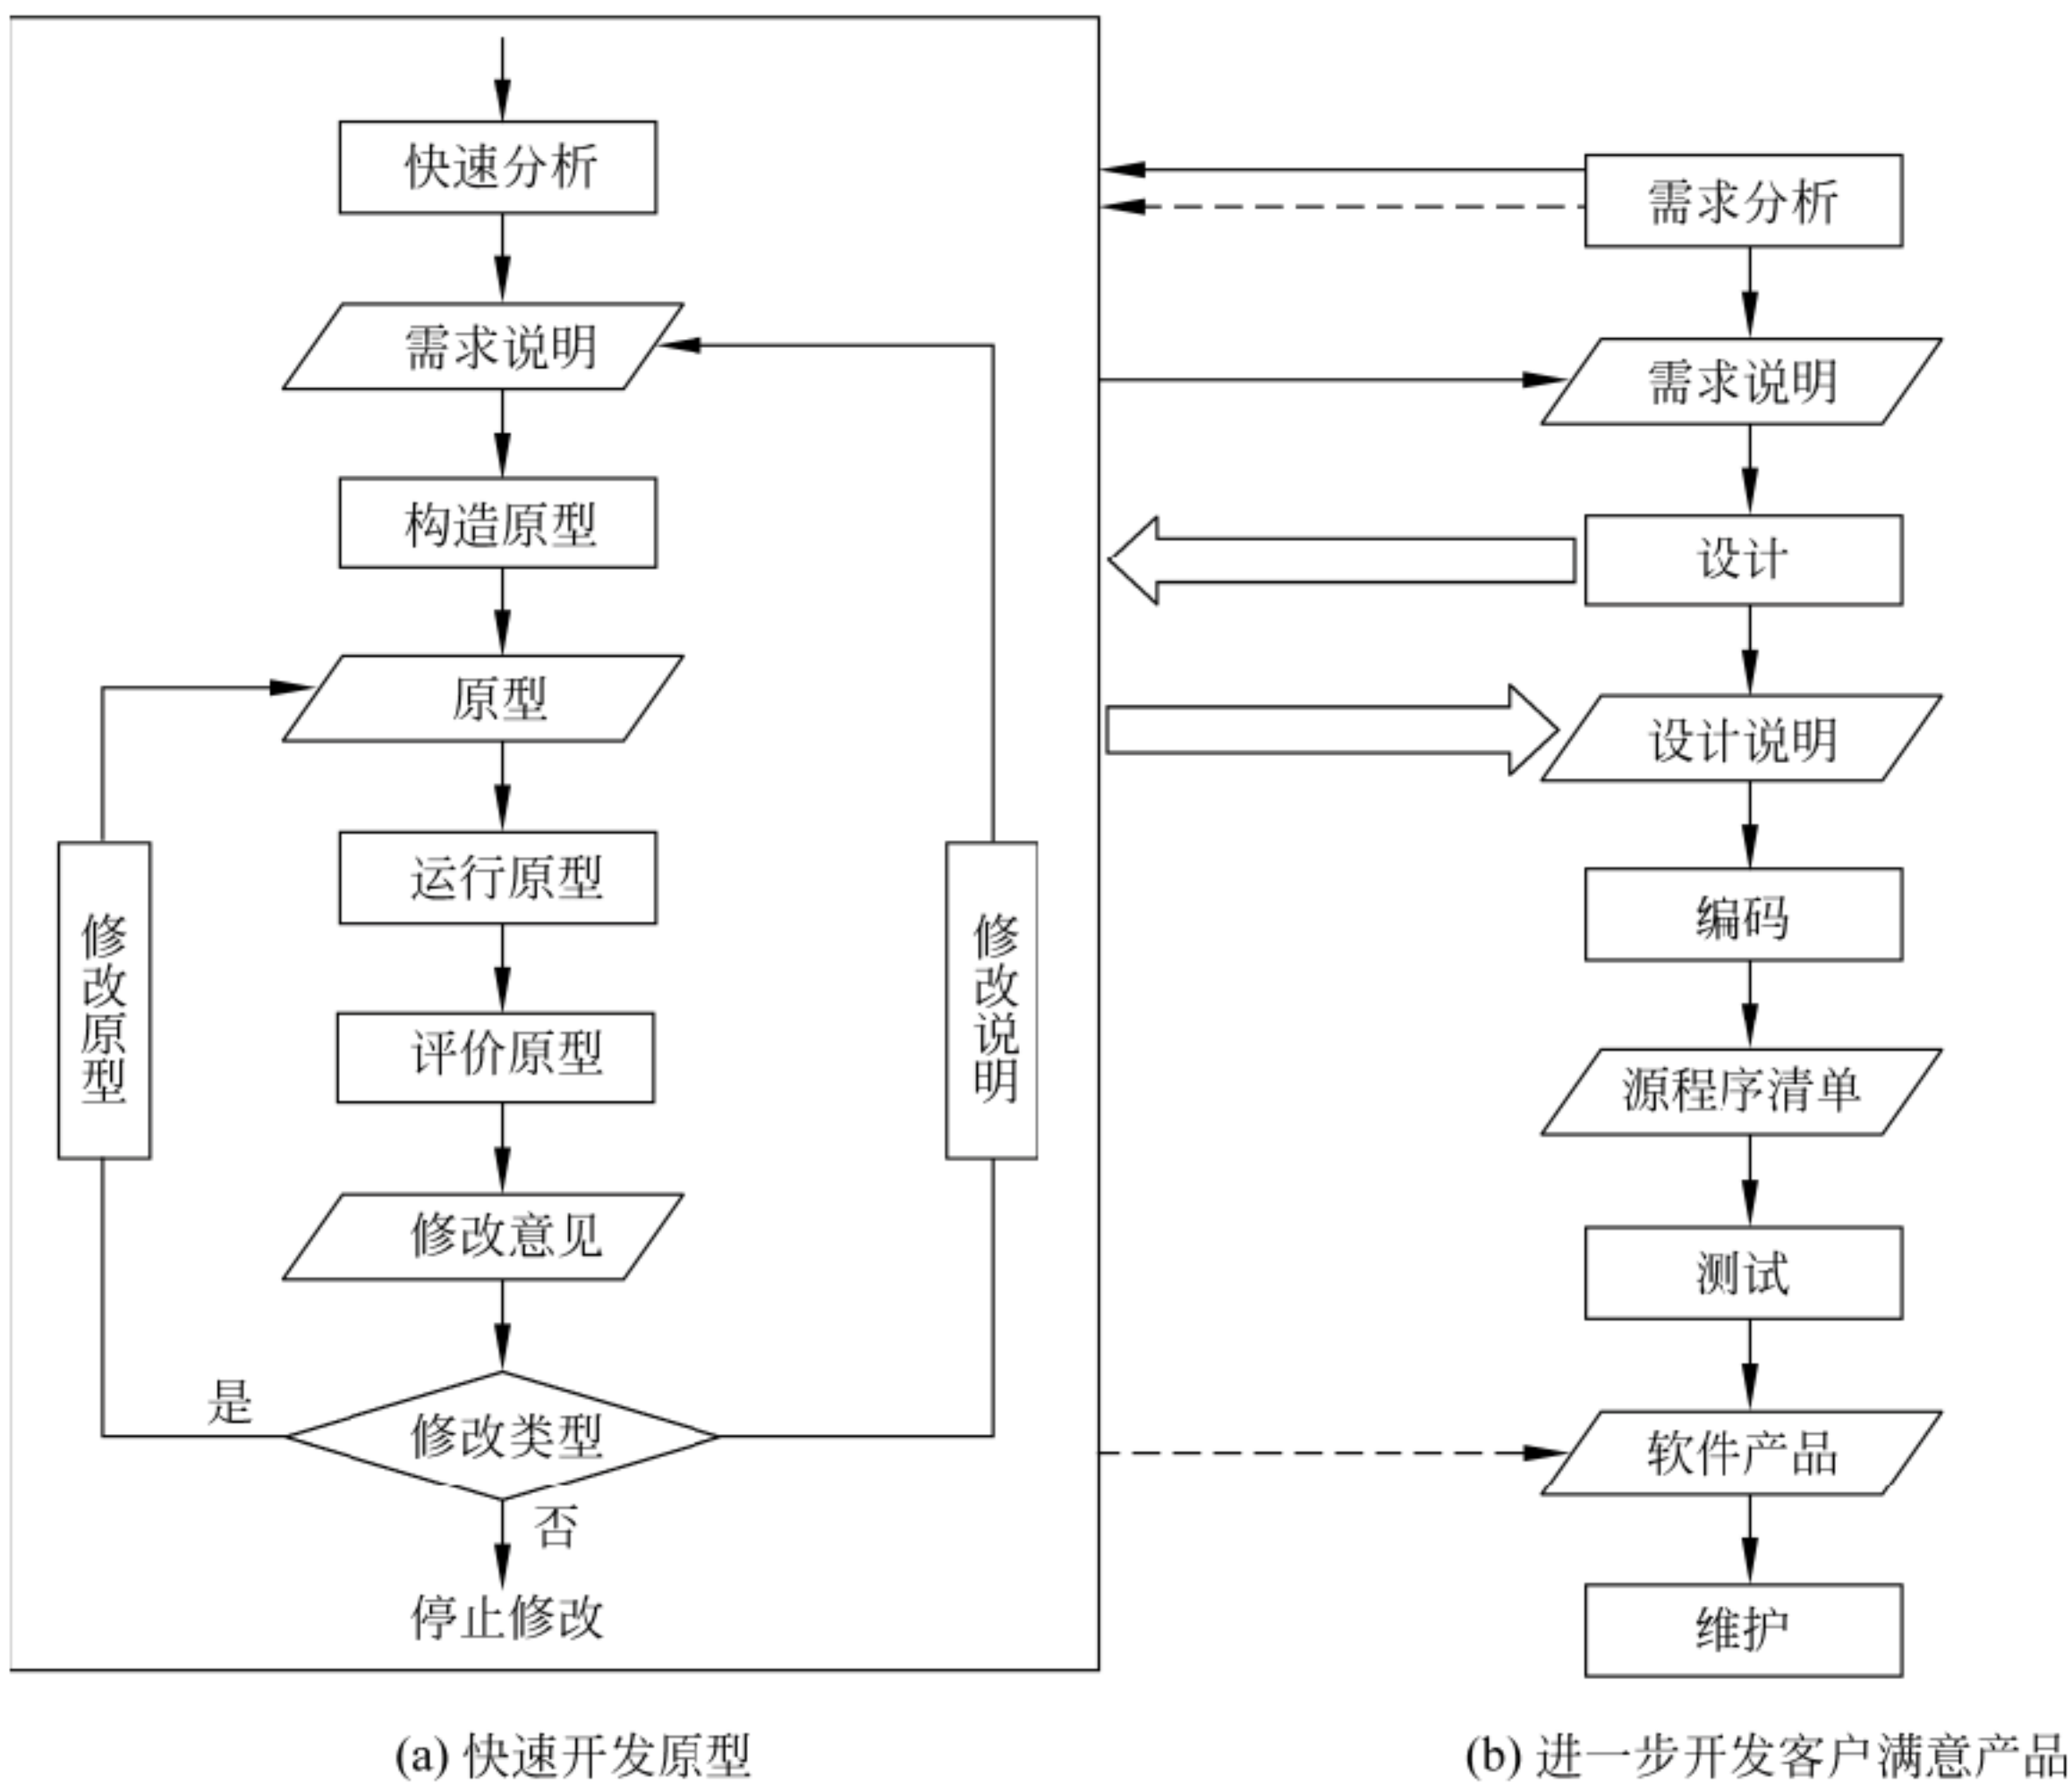 快速分析
需求说明
构造原型
原型
运行原型
评价原型
修改意见
修改类型
是
否
停止修改
修改原型
修改说明
需求分析
需求说明
设计
设计说明
编码
源程序清单
测试
软件产品
维护
(a) 快速开发原型
(b) 进一步开发客户满意产品